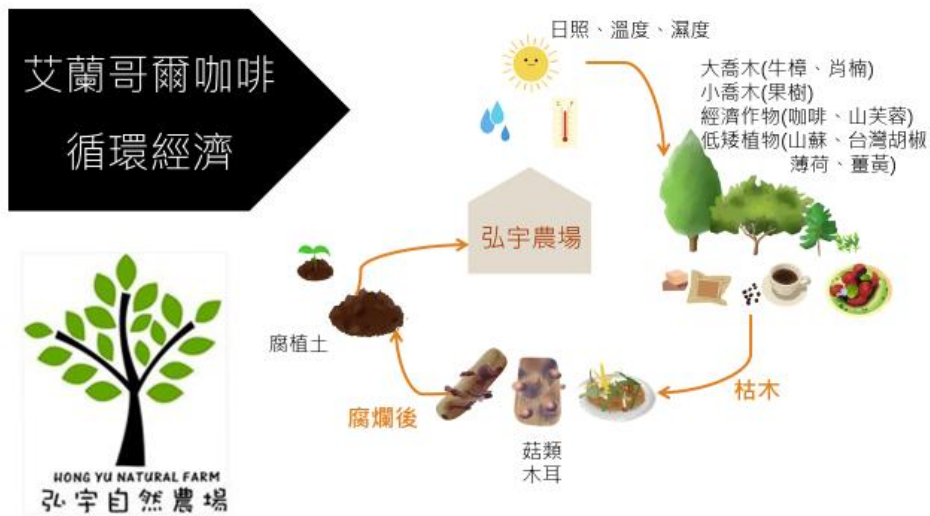 艾蘭哥爾咖啡
循環經濟
日照、溫度、濕度
C F
大喬木(牛樟、肖楠)
小喬木(果樹)
經濟作物(咖啡、山芙蓉)
低矮植物(山蘇、台灣胡椒
薄荷、薑黃)
弘宇農場
腐植土
枯木
腐爛後
菇類
木耳
HONG YU NATURAL FARM
弘宇自然農場